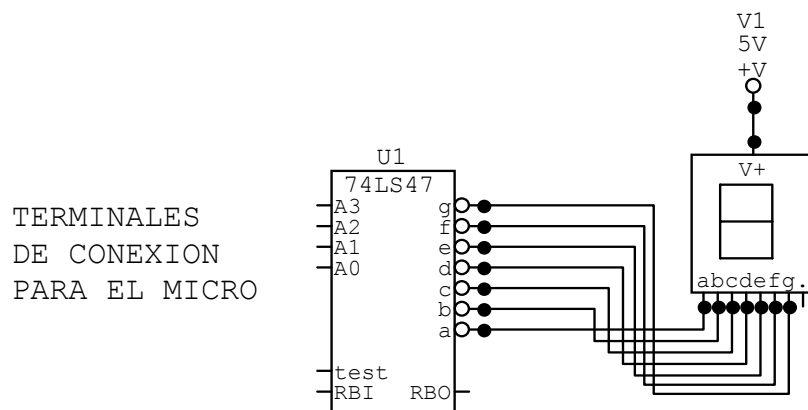 V1
5V
+V
U1
74LS47
V+
TERMINALES
DE CONEXION
PARA EL MICRO
A3
A2
A1
A0
g
f
e
d
c
b
a
abcdefg.
test
RBI
RBO